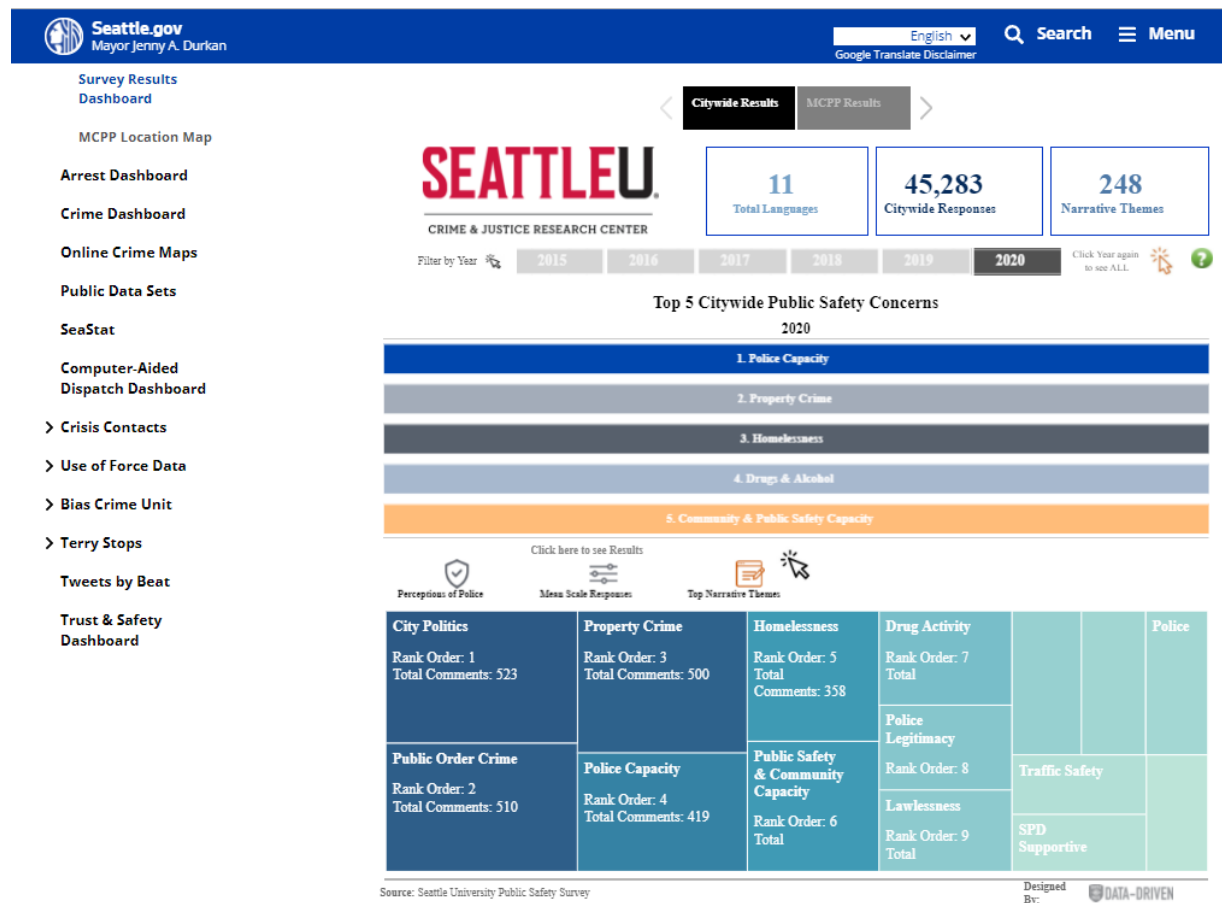 Seattle.gov
Mayor Jenny A. Durkan
English
Google Translate Disclaimer
Search
Menu
Survey Results
Dashboard
MCPP Location Map
Arrest Dashboard
Crime Dashboard
Online Crime Maps
Public Data Sets
SeaStat
Computer-Aided
Dispatch Dashboard
Crisis Contacts
Use of Force Data
Bias Crime Unit
Terry Stops
Tweets by Beat
Trust & Safety
Dashboard
Citywide Results
MCPP Results
SEATTLEU.
CRIME & JUSTICE RESEARCH CENTER
11
Total Languages
45,283
Citywide Responses
248
Narrative Themes
Filter by Year
2015
2016
2017
2018
2019
2020
Click Year again
to see ALL
?
Top 5 Citywide Public Safety Concerns
2020
1. Police Capacity
2. Property Crime
3. Homelessness
4. Drugs & Alcohol
5. Community & Public Safety Capacity
Click here to see Results
Perceptions of Police
Mean Scale Responses
Top Narrative Themes
City Politics
Rank Order: 1
Total Comments: 523
Public Order Crime
Rank Order: 2
Total Comments: 510
Property Crime
Rank Order: 3
Total Comments: 500
Police Capacity
Rank Order: 4
Total Comments: 419
Homelessness
Rank Order: 5
Total
Comments: 358
Public Safety
& Community
Capacity
Rank Order: 6
Total
Drug Activity
Rank Order: 7
Total
Police
Legitimacy
Rank Order: 8
Lawlessness
Rank Order: 9
Total
Police
Traffic Safety
SPD
Supportive
Source: Seattle University Public Safety Survey
Designed
By:
DATA-DRIVEN